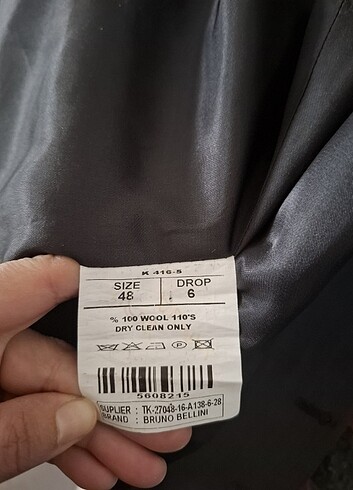 K 416-5
SIZE DROP
48 6
% 100 WOOL 110'S
DRY CLEAN ONLY
5608215
SUPLIER : TK-27048-16-A138-6-28
BRAND : BRUNO BELLINI